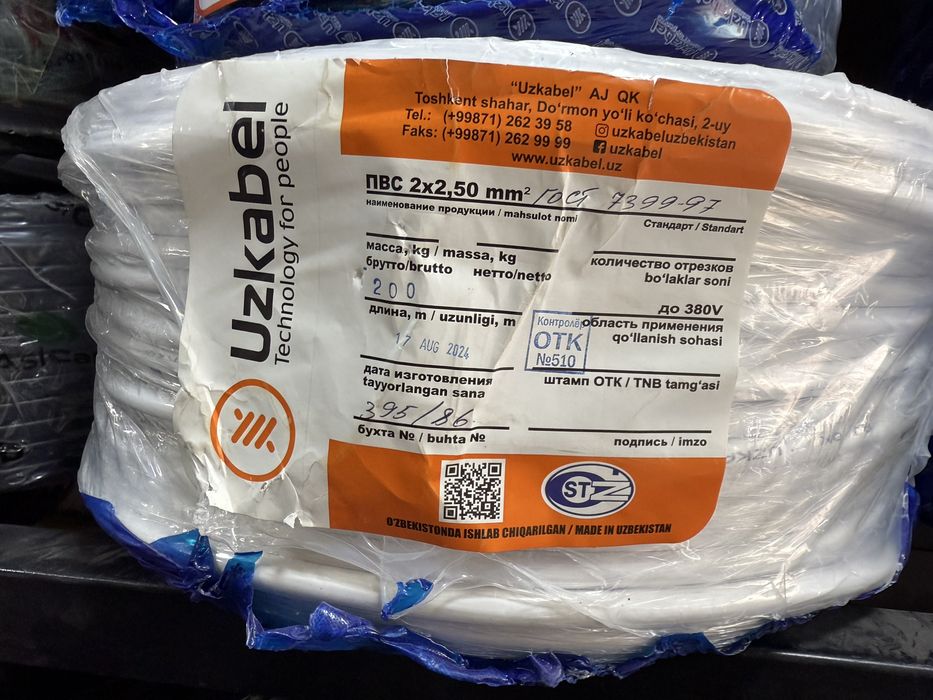 Uzkabel
Technology for people
"Uzkabel" AJ QK
Toshkent shahar, Do'rmon yo'li ko'chasi, 2-uy
Tel.: (+99871) 262 39 58 uzkabeluzbekistan
Faks: (+99871) 262 99 99 uzkabel
www.uzkabel.uz
ПВС 2x2,50 mm² ГОСТ 7399-97
наименование продукции / mahsulot nomi
Стандарт / Standart
масса, kg / massa, kg
брутто/brutto нетто/netto
количество отрезков
bo'laklar soni
200
до 380V
длина, m / uzunligi, m
область применения
qo'llanish sohasi
17 AUG 2024
Контролёр
ОТК
№510
дата изготовления
tayyorlangan sana
штамп ОТК / TNB tamg'asi
395/86
бухта № / buhta №
подпись / imzo
STZ
O'ZBEKISTONDA ISHLAB CHIQARILGAN / MADE IN UZBEKISTAN